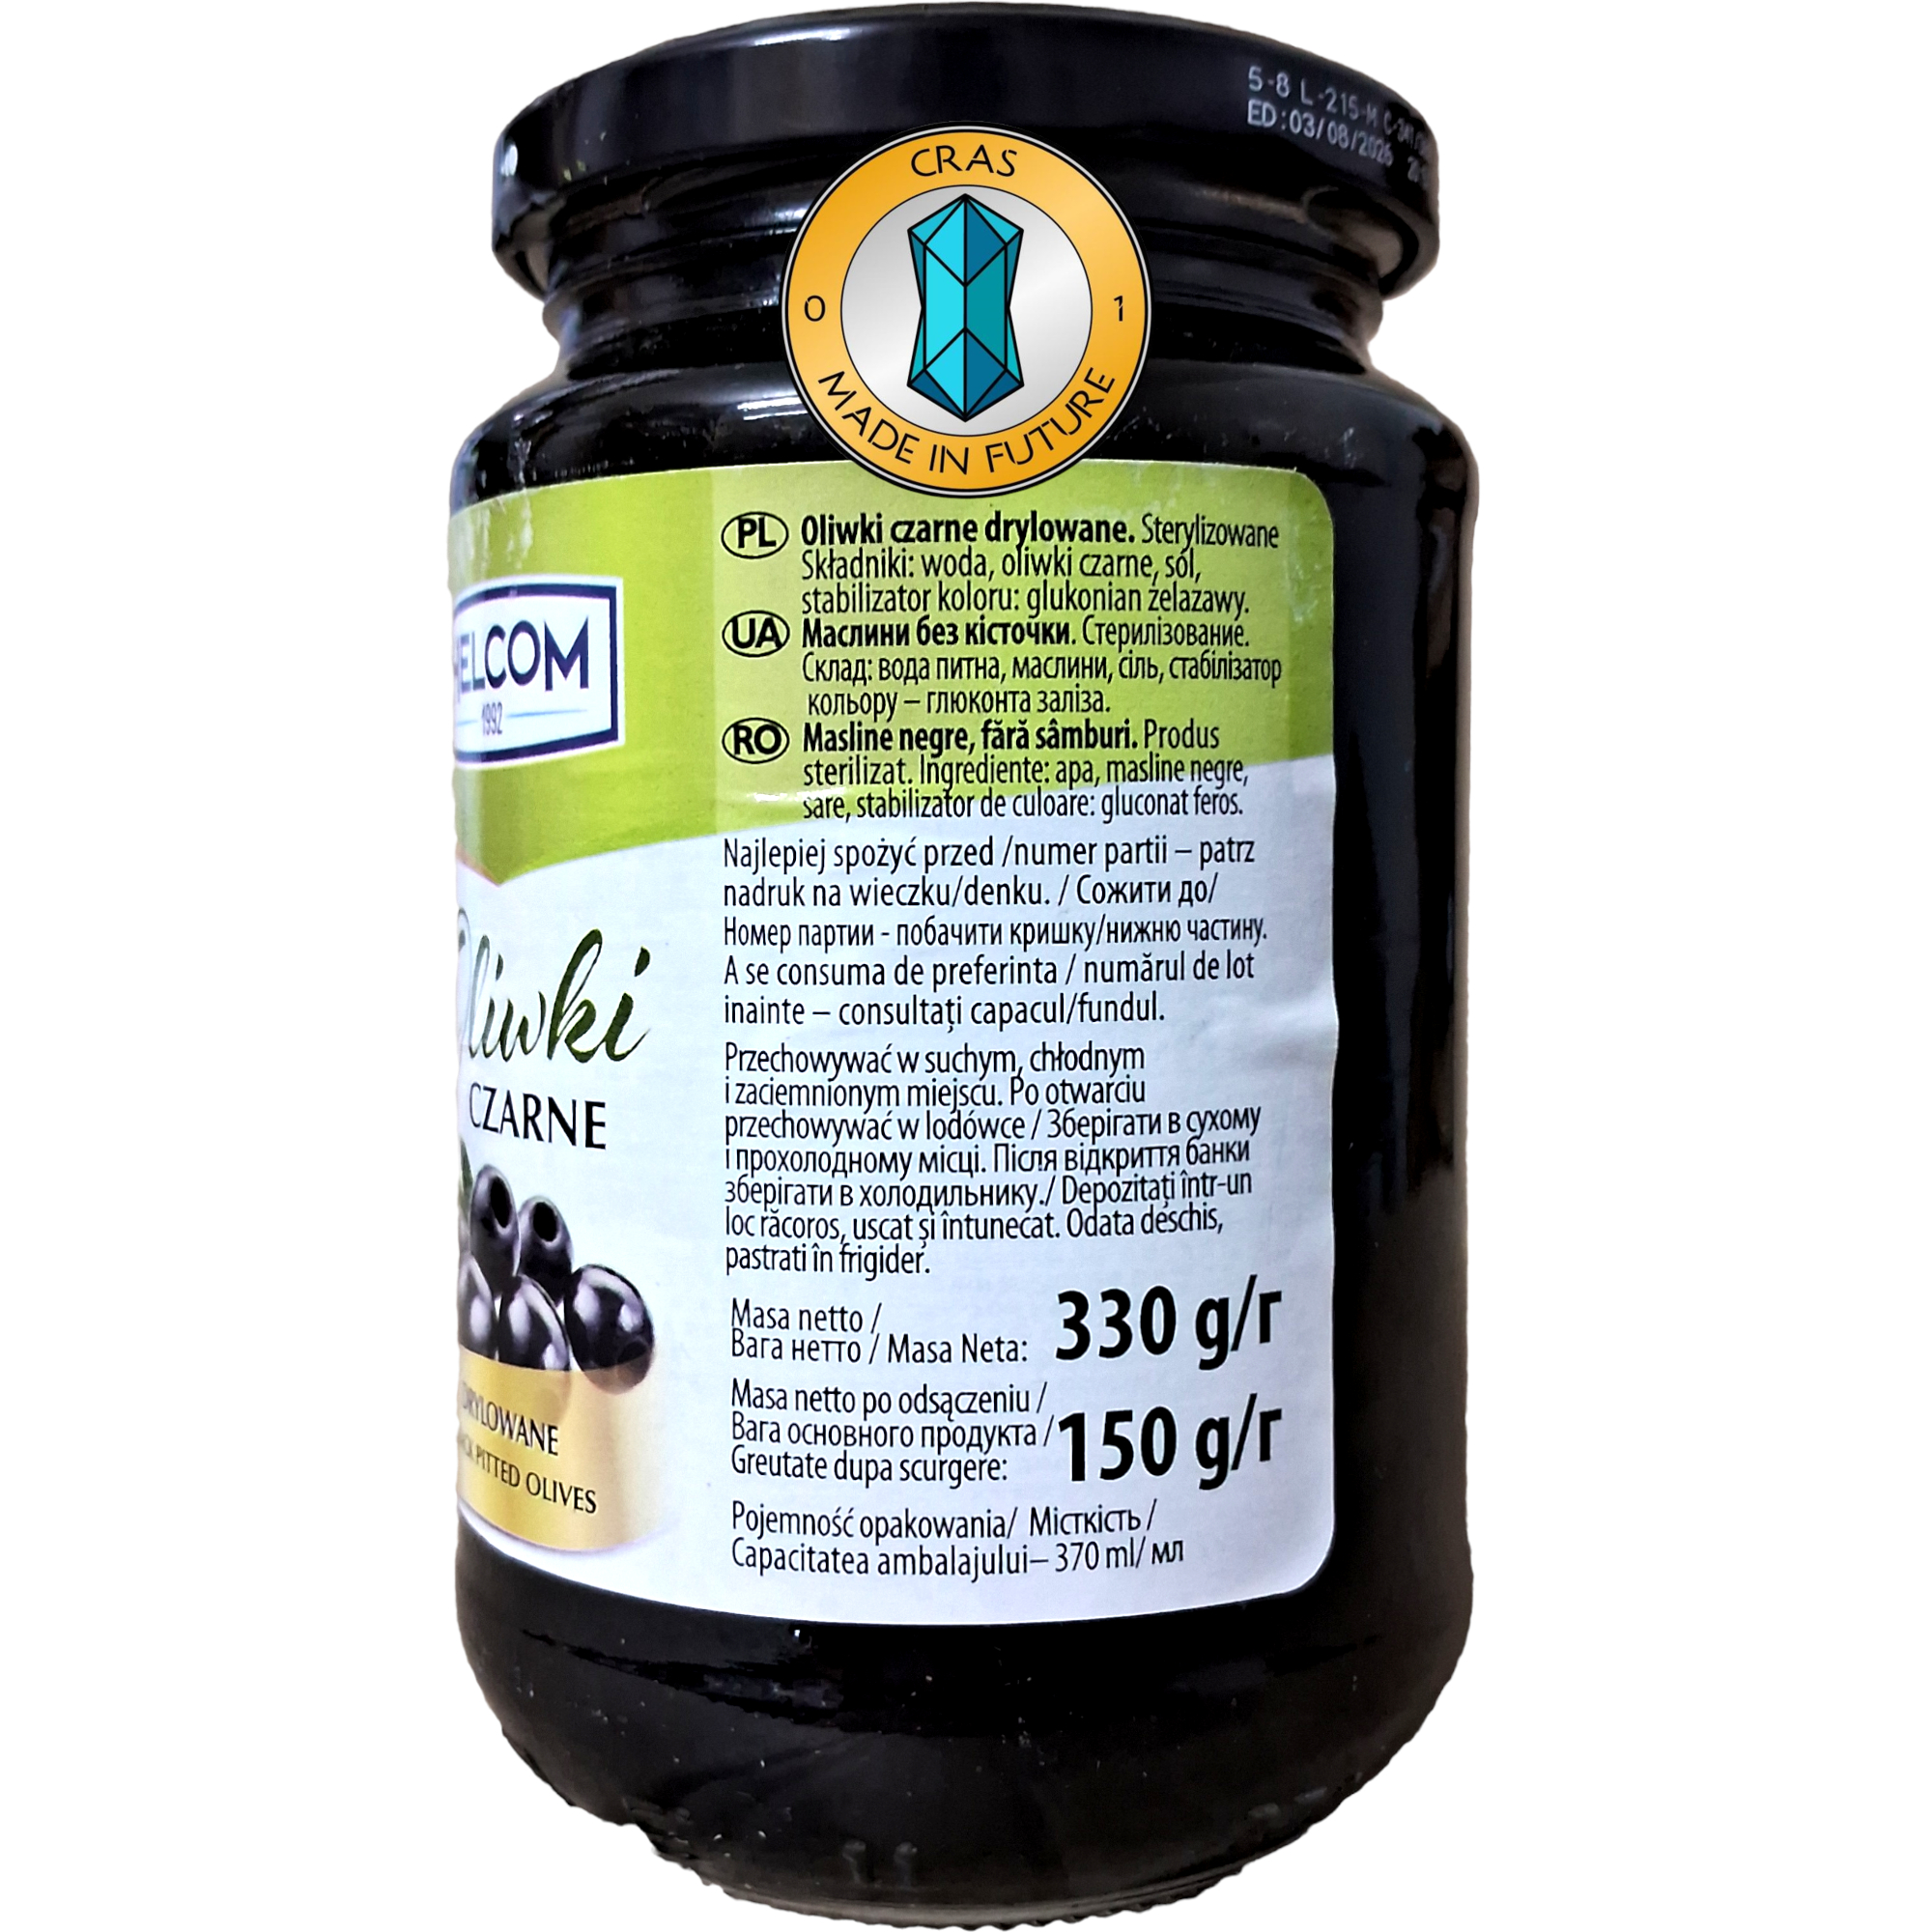 5-8 L-215-M
ED:03/08/2026
CRAS
0 1
MADE IN FUTURE
ELCOM
1992
Oliwki
CZARNE
DRYLOWANE
PITTED OLIVES
PL Oliwki czarne drylowane. Sterylizowane
Składniki: woda, oliwki czarne, sól,
stabilizator koloru: glukonian żelazawy.
UA Маслини без кісточки. Стерилізование.
Склад: вода питна, маслини, сіль, стабілізатор
кольору – глюконта заліза.
RO Masline negre, fără sâmburi. Produs
sterilizat. Ingrediente: apa, masline negre,
sare, stabilizator de culoare: gluconat feros.
Najlepiej spożyć przed /numer partii – patrz
nadruk na wieczku/denku. / Сожити до/
Номер партии - побачити кришку/нижню частину.
A se consuma de preferinta / numărul de lot
inainte – consultați capacul/fundul.
Przechowywać w suchym, chłodnym
i zaciemnionym miejscu. Po otwarciu
przechowywać w lodówce / Зберігати в сухому
і прохолодному місці. Після відкриття банки
зберігати в холодильнику./ Depozitați într-un
loc răcoros, uscat și întunecat. Odata deschis,
pastrati în frigider.
Masa netto /
Вага нетто / Masa Neta: 330 g/г
Masa netto po odsączeniu /
Вага основного продукта / 150 g/г
Greutate dupa scurgere:
Pojemność opakowania/ Місткість /
Capacitatea ambalajului– 370 ml/ мл